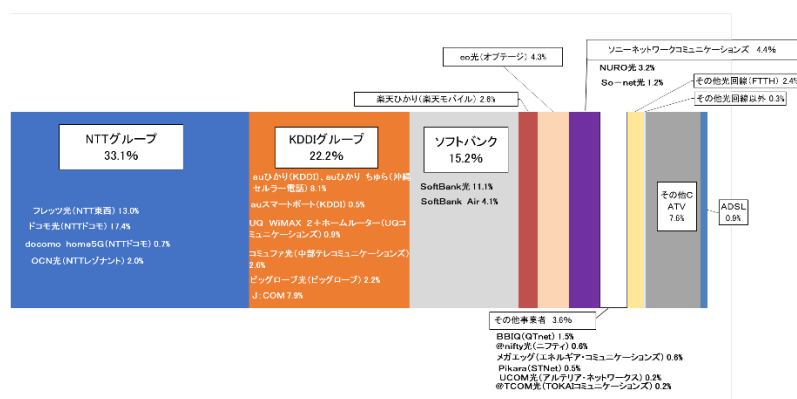 ソニーネットワークコミュニケーションズ 4.4%
NURO光 3.2%
So-net光 1.2%
eo光(オプテージ) 4.3%
その他光回線(FTTH) 2.4%
その他光回線以外 0.3%
楽天ひかり(楽天モバイル) 2.6%
NTTグループ
33.1%
フレッツ光(NTT東西) 13.0%
ドコモ光(NTTドコモ) 17.4%
docomo home5G(NTTドコモ) 0.7%
OCN光(NTTレゾナント) 2.0%
KDDIグループ
22.2%
auひかり(KDDI)、auひかり ちゅら(沖縄
セルラー電話) 8.1%
auスマートポート(KDDI) 0.5%
UQ WiMAX 2+ホームルーター(UQコ
ミュニケーションズ) 0.9%
コミュファ光(中部テレコミュニケーションズ)
2.6%
ビッグローブ光(ビッグローブ) 2.2%
J:COM 7.9%
ソフトバンク
15.2%
SoftBank光 11.1%
SoftBank Air 4.1%
その他C
ATV
7.6%
ADSL
0.9%
その他事業者 3.6%
BBIQ(QTnet) 1.5%
@nifty光(ニフティ) 0.6%
メガエッグ(エネルギア・コミュニケーションズ) 0.6%
Pikara(STNet) 0.5%
UCOM光(アルテリア・ネットワークス) 0.2%
@TCOM(TOKAIコミュニケーションズ) 0.2%